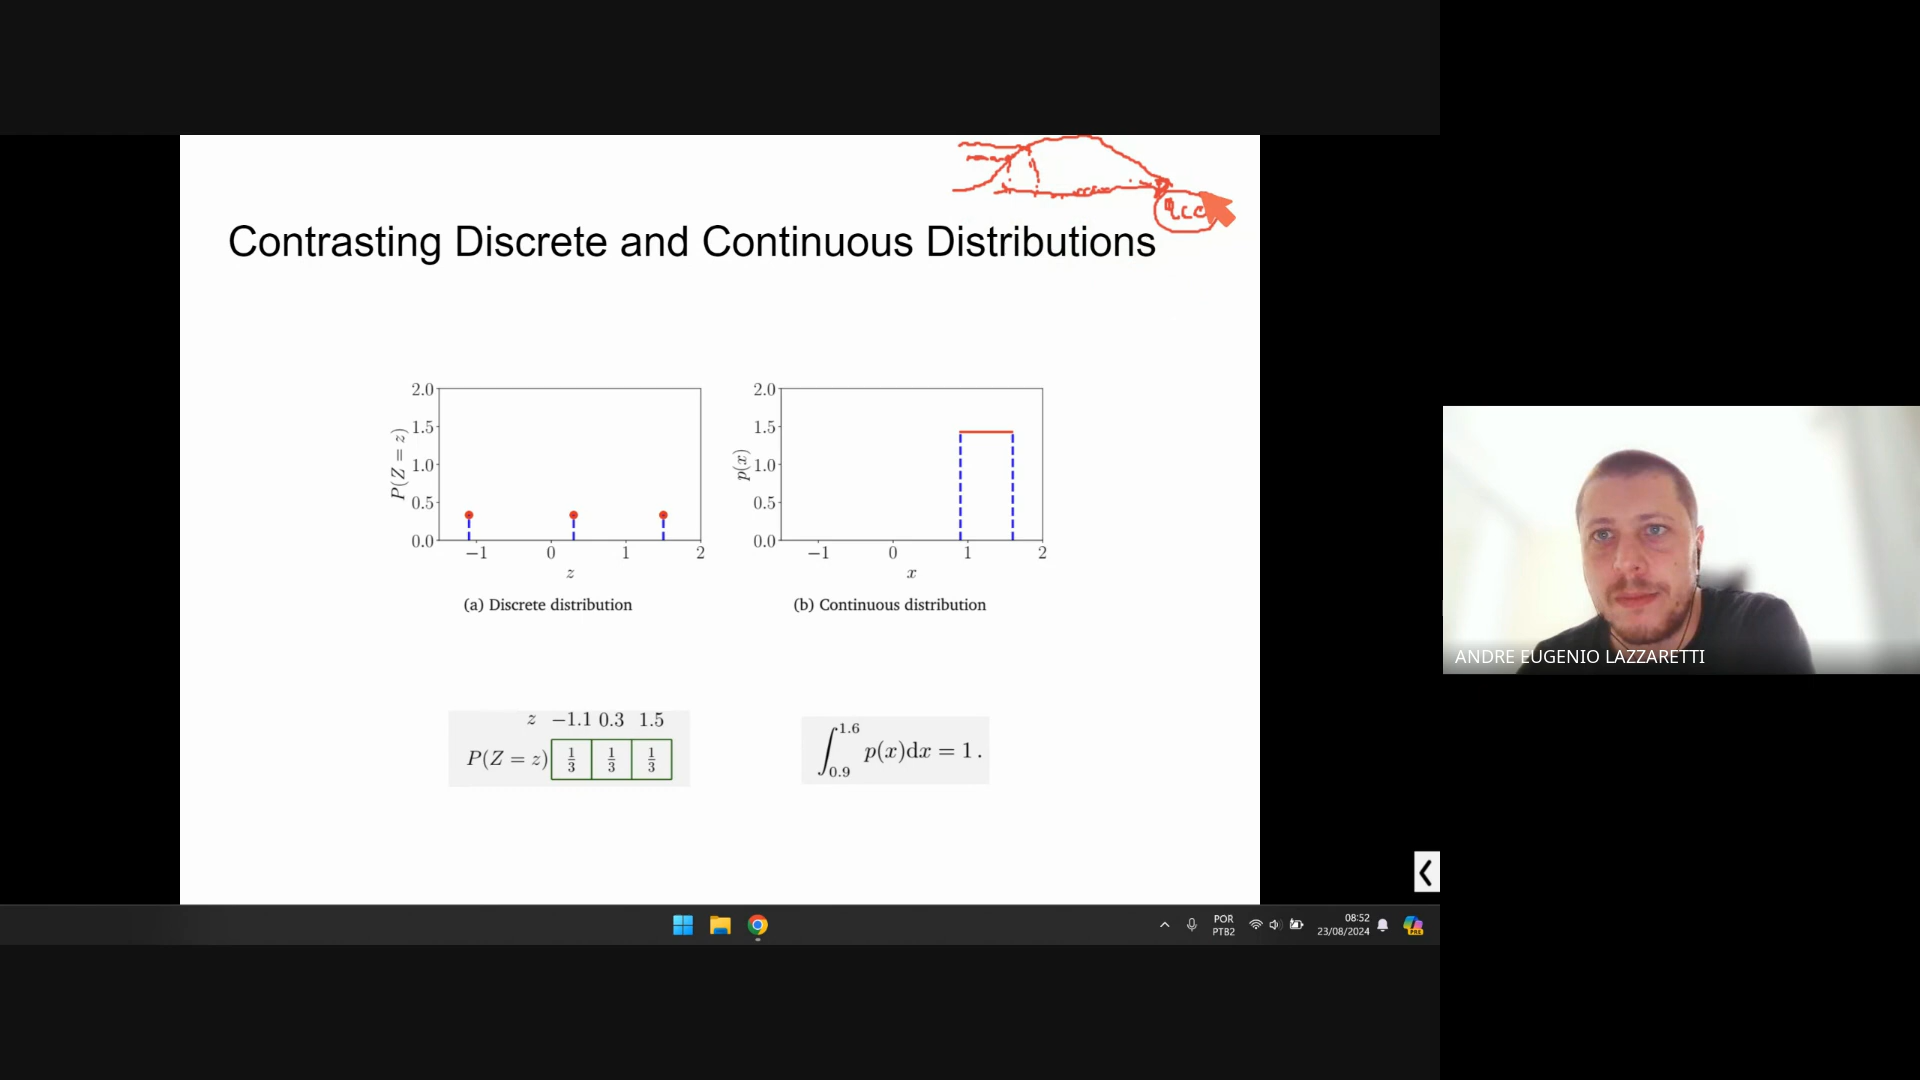 Contrasting Discrete and Continuous Distributions
2.0
1.5
1.0
0.5
0.0
P(Z = z)
−1 0 1 2
z
(a) Discrete distribution
2.0
1.5
1.0
0.5
0.0
p(x)
−1 0 1 2
x
(b) Continuous distribution
z −1.1 0.3 1.5
P(Z = z) 1/3 1/3 1/3
∫_{0.9}^{1.6} p(x)dx = 1.
ANDRE EUGENIO LAZZARETTI
POR
PTB2
08:52
23/08/2024
PRE